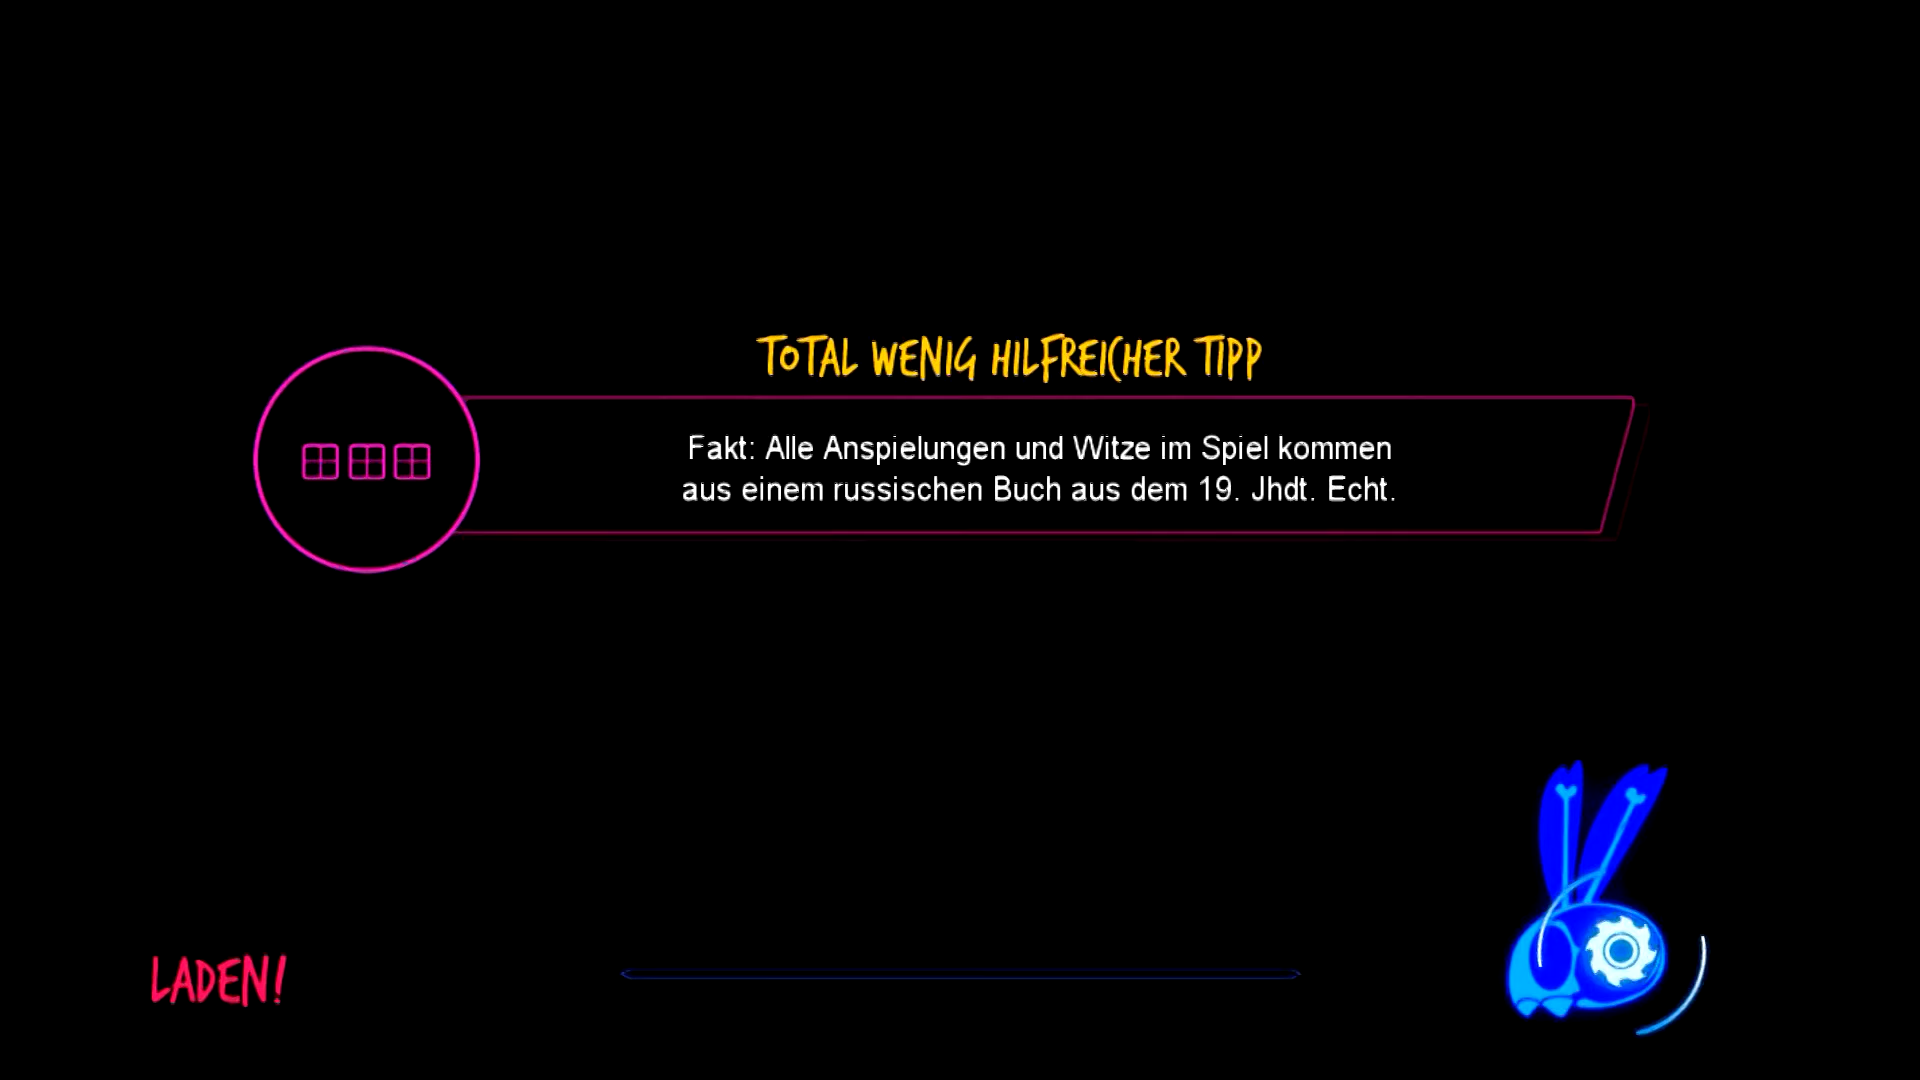 TOTAL WENIG HILFREICHER TIPP
Fakt: Alle Anspielungen und Witze im Spiel kommen
aus einem russischen Buch aus dem 19. Jhdt. Echt.
LADEN!